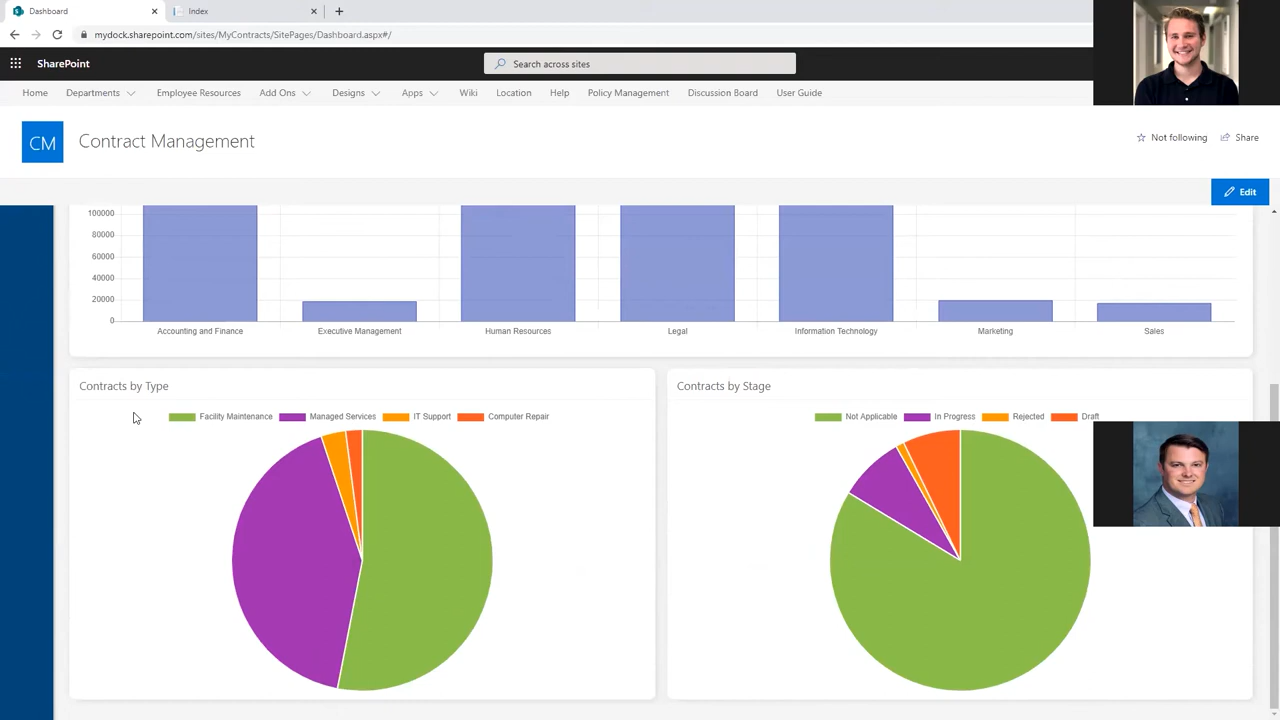 Dashboard
Index
mydock.sharepoint.com/sites/MyContracts/SitePages/Dashboard.aspx#/
SharePoint
Search across sites
Home Departments Employee Resources Add Ons Designs Apps Wiki Location Help Policy Management Discussion Board User Guide
CM Contract Management
Not following Share
Edit
100000
80000
60000
40000
20000
0
Accounting and Finance Executive Management Human Resources Legal Information Technology Marketing Sales
Contracts by Type
Facility Maintenance Managed Services IT Support Computer Repair
Contracts by Stage
Not Applicable In Progress Rejected Draft